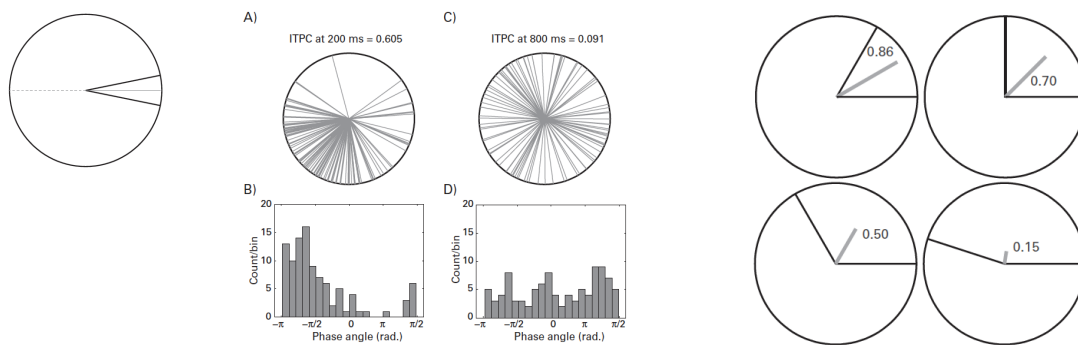 A)
ITPC at 200 ms = 0.605
C)
ITPC at 800 ms = 0.091
0.86
0.70
B)
20
15
10
5
0
Count/bin
−π
−π/2
0
π
π/2
Phase angle (rad.)
D)
20
15
10
5
0
Count/bin
−π
−π/2
0
π
π/2
Phase angle (rad.)
0.50
0.15